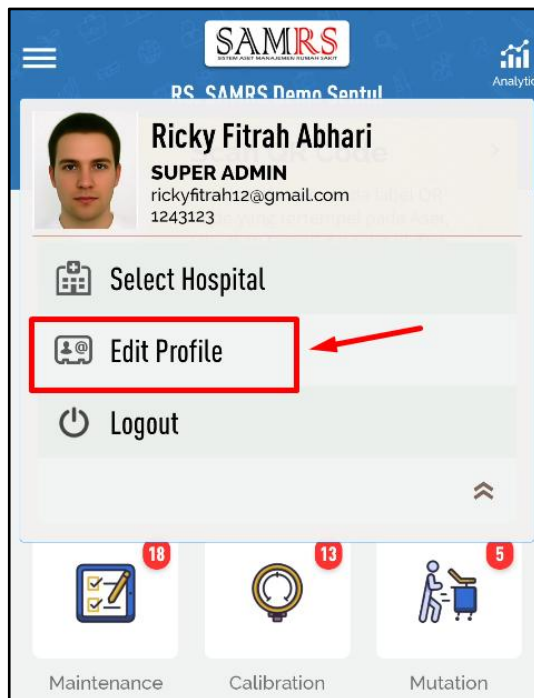 SAMRS
SISTEM ASET MANAJEMEN RUMAH SAKIT
Analytic
RS. SAMRS Demo Sentul
Ricky Fitrah Abhari
SUPER ADMIN
rickyfitrah12@gmail.com
1243123
Select Hospital
Edit Profile
Logout
18
13
5
Maintenance
Calibration
Mutation